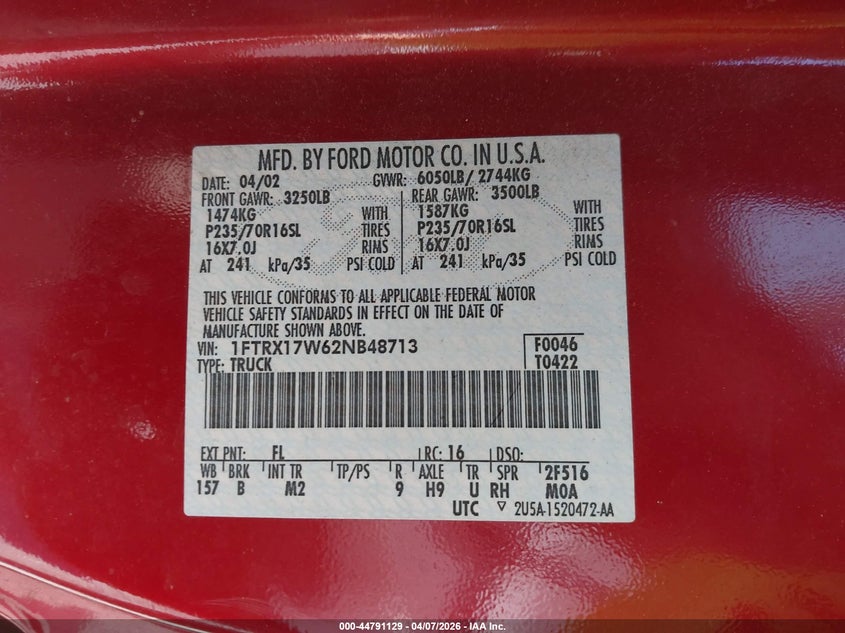 MFD. BY FORD MOTOR CO. IN U.S.A.
DATE: 04/02 GVWR: 6050LB/ 2744KG
FRONT GAWR: 3250LB REAR GAWR: 3500LB
1474KG WITH 1587KG WITH
P235/70R16SL TIRES P235/70R16SL TIRES
16X7.0J RIMS 16X7.0J RIMS
AT 241 kPa/35 PSI COLD AT 241 kPa/35 PSI COLD
THIS VEHICLE CONFORMS TO ALL APPLICABLE FEDERAL MOTOR
VEHICLE SAFETY STANDARDS IN EFFECT ON THE DATE OF
MANUFACTURE SHOWN ABOVE.
VIN: 1FTRX17W62NB48713 F0046
TYPE: TRUCK T0422
EXT PNT: FL RC: 16 DSO:
WB BRK INT TR TP/PS R AXLE TR SPR 2F516
157 B M2 9 H9 U RH MOA
UTC ▽ 2U5A-1520472-AA
000-44791129 - 04/07/2026 - IAA Inc.